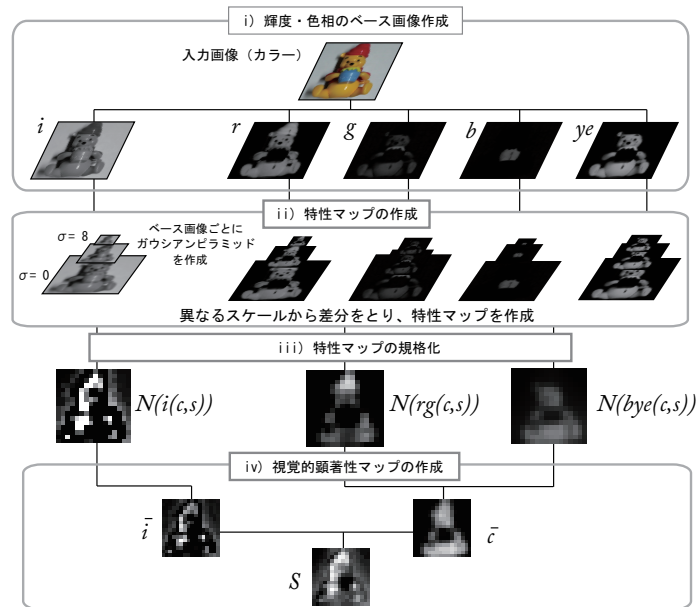 i) 輝度・色相のベース画像作成
入力画像（カラー）
i
r
g
b
ye
ii) 特性マップの作成
σ= 8
σ= 0
ベース画像ごとに
ガウシアンピラミッド
を作成
異なるスケールから差分をとり、特性マップを作成
iii) 特性マップの規格化
N(i(c,s))
N(rg(c,s))
N(bye(c,s))
iv) 視覚的顕著性マップの作成
ī
c̄
S